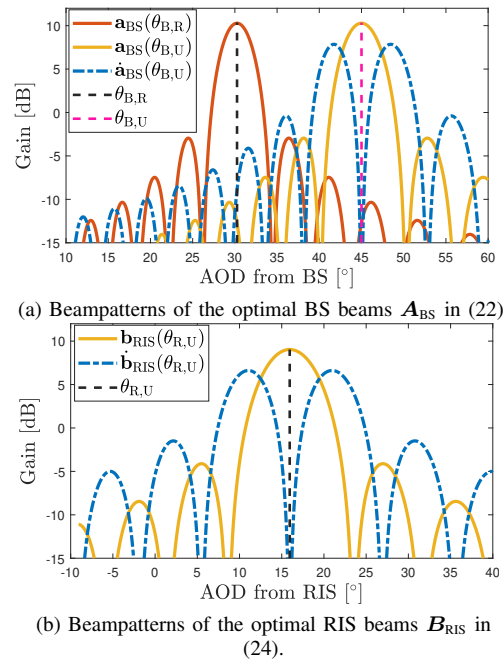 a_BS(θ_B,R)
a_BS(θ_B,U)
ȧ_BS(θ_B,U)
θ_B,R
θ_B,U
Gain [dB]
10
5
0
-5
-10
-15
10 15 20 25 30 35 40 45 50 55 60
AOD from BS [°]
(a) Beampatterns of the optimal BS beams A_BS in (22)
b_RIS(θ_R,U)
ḃ_RIS(θ_R,U)
θ_R,U
Gain [dB]
10
5
0
-5
-10
-15
-10 -5 0 5 10 15 20 25 30 35 40
AOD from RIS [°]
(b) Beampatterns of the optimal RIS beams B_RIS in
(24).